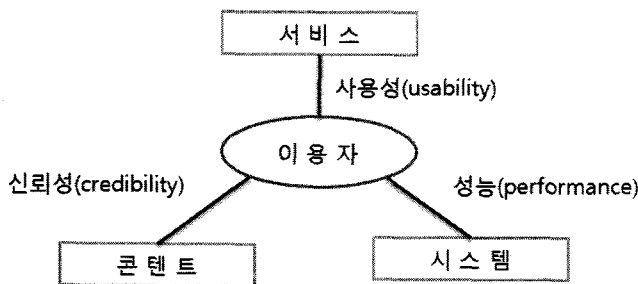 서 비 스
사용성(usability)
이 용 자
신뢰성(credibility)
성능(performance)
콘 텐 트
시 스 템